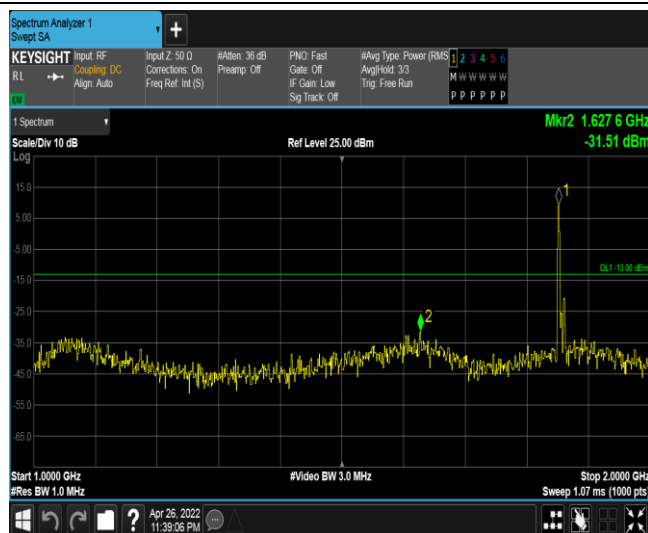 Spectrum Analyzer 1
Swept SA
+
KEYSIGHT
RL
LXI
Input: RF
Coupling: DC
Align: Auto
Input Z: 50 Ω
Corrections: On
Freq Ref: Int (S)
#Atten: 36 dB
Preamp: Off
PNO: Fast
Gate: Off
IF Gain: Low
Sig Track: Off
#Avg Type: Power (RMS
Avg|Hold: 3/3
Trig: Free Run
1 2 3 4 5 6
M W W W W W
P P P P P P
1 Spectrum
Mkr2 1.627 6 GHz
Scale/Div 10 dB
Ref Level 25.00 dBm
-31.51 dBm
Log
15.0
1
5.00
-5.00
DL1 -13.00 dBm
-15.0
-25.0
2
-35.0
-45.0
-55.0
-65.0
Start 1.0000 GHz
#Video BW 3.0 MHz
Stop 2.0000 GHz
#Res BW 1.0 MHz
Sweep 1.07 ms (1000 pts)
?
Apr 26, 2022
11:39:06 PM